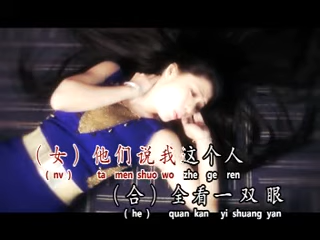 （女）他们说我这个人
( nv ) ta men shuo wo zhe ge ren
（合）全看一双眼
( he ) quan kan yi shuang yan